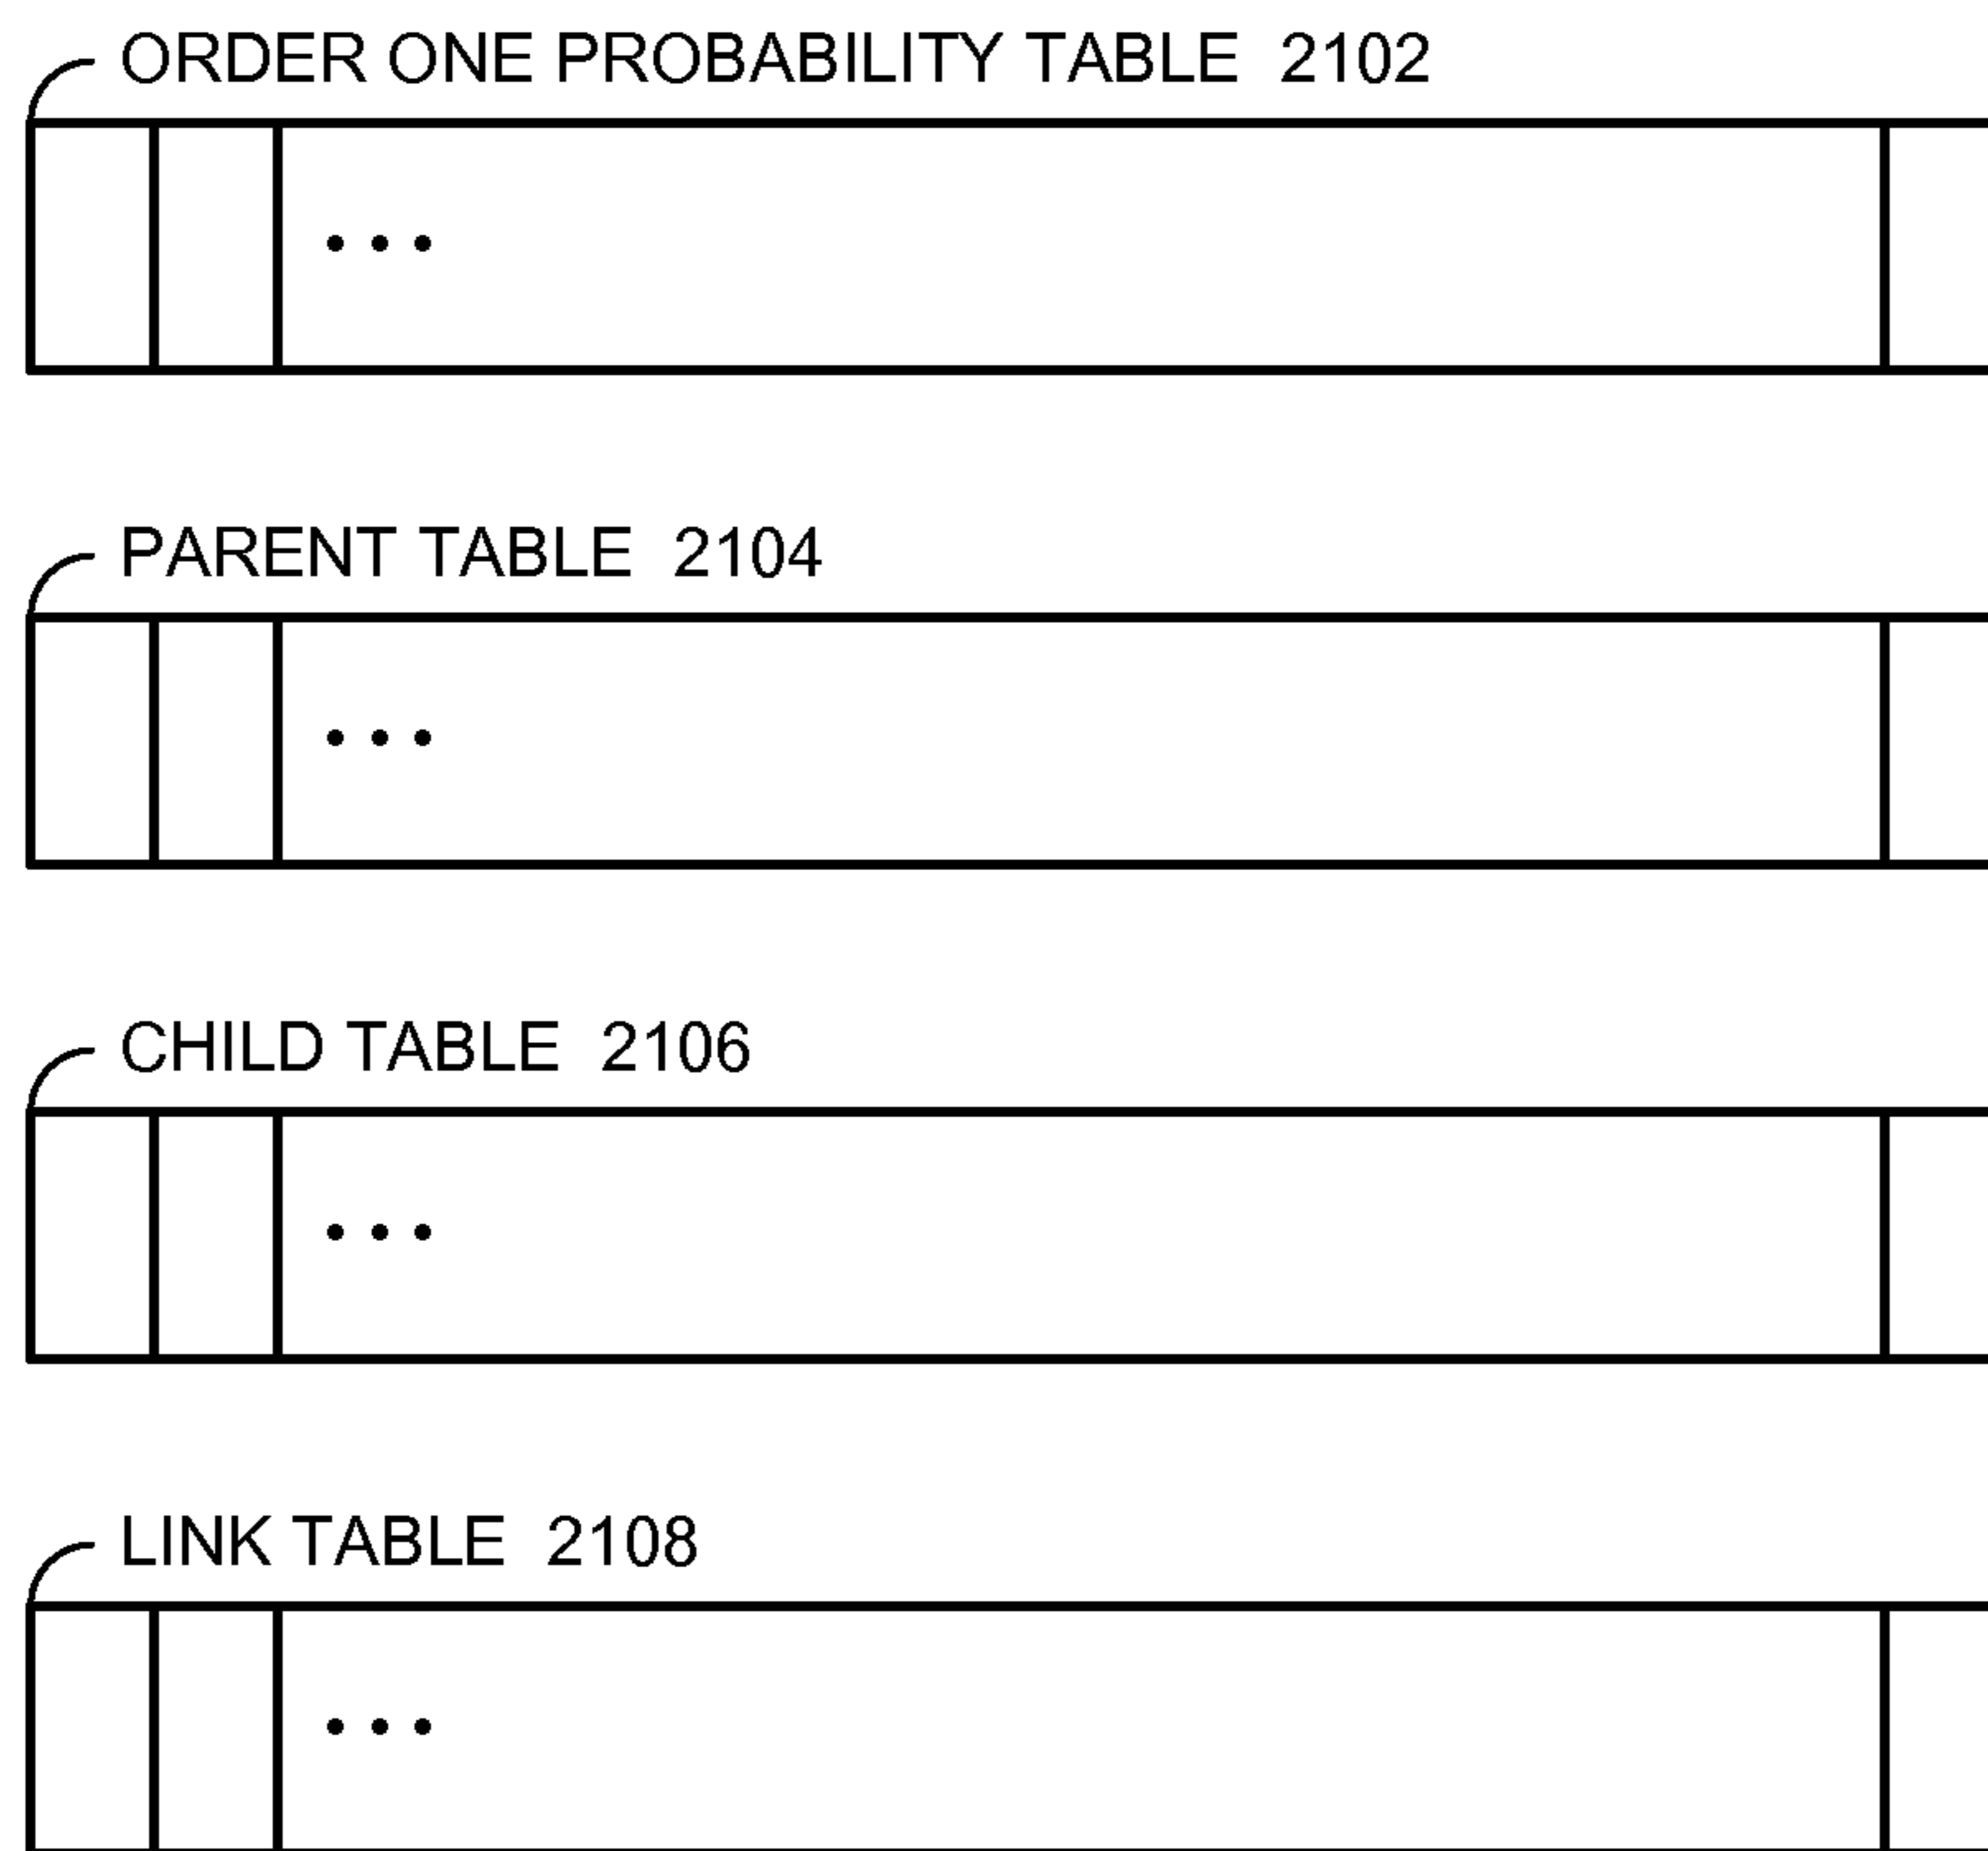 ORDER ONE PROBABILITY TABLE 2102
...
PARENT TABLE 2104
...
CHILD TABLE 2106
...
LINK TABLE 2108
...